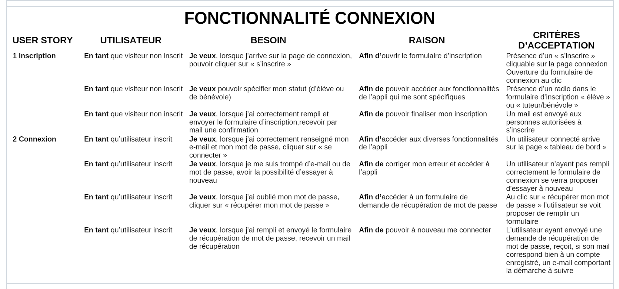 FONCTIONNALITÉ CONNEXION
USER STORY UTILISATEUR BESOIN RAISON CRITÈRES D'ACCEPTATION
1 Inscription En tant que visiteur non inscrit Je veux, lorsque j'arrive sur la page de connexion, Afin d'ouvrir le formulaire d'inscription Présence d'un « s'inscrire »
pouvoir cliquer sur « s'inscrire » cliquable sur la page connexion
Ouverture du formulaire de
connexion au clic
En tant que visiteur non inscrit Je veux pouvoir spécifier mon statut (d'élève ou Afin de pouvoir accéder aux fonctionnalités Présence d'un radio dans le
de bénévole) de l'appli qui me sont spécifiques formulaire d'inscription « élève »
ou « tuteur/bénévole »
En tant que visiteur non inscrit Je veux, lorsque j'ai correctement rempli et Afin de pouvoir finaliser mon inscription Un mail est envoyé aux
envoyer le formulaire d'inscription,recevoir par personnes autorisées à
mail une confirmation s'inscrire
2 Connexion En tant qu'utilisateur inscrit Je veux, lorsque j'ai correctement renseigné mon Afin d'accéder aux diverses fonctionnalités Un utilisateur connecté arrive
e-mail et mon mot de passe, cliquer sur « se de l'appli sur la page « tableau de bord »
connecter »
En tant qu'utilisateur inscrit Je veux, lorsque je me suis trompé d'e-mail ou de Afin de corriger mon erreur et accéder à Un utilisateur n'ayant pas rempli
mot de passe, avoir la possibilité d'essayer à l'appli correctement le formulaire de
nouveau connexion se verra proposer
d'essayer à nouveau
En tant qu'utilisateur inscrit Je veux, lorsque j'ai oublié mon mot de passe, Afin d'accéder à un formulaire de Au clic sur « récupérer mon mot
cliquer sur « récupérer mon mot de passe » demande de récupération de mot de passe de passe » l'utilisateur se voit
proposer de remplir un
formulaire
En tant qu'utilisateur inscrit Je veux, lorsque j'ai rempli et envoyé le formulaire Afin de pouvoir à nouveau me connecter L'utilisateur ayant envoyé une
de récupération de mot de passe, recevoir un mail demande de récupération de
de récupération mot de passe, reçoit, si son mail
correspond bien à un compte
enregistré, un e-mail comportant
la démarche à suivre